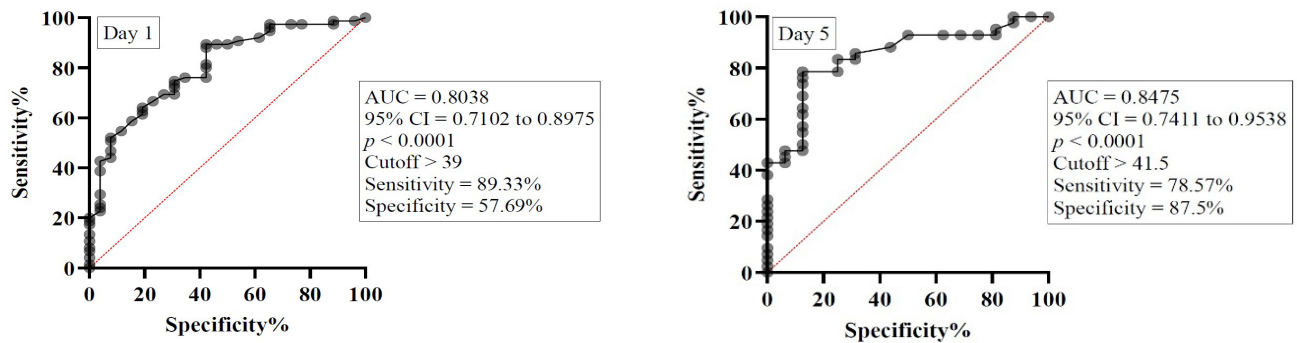 Day 1
100
80
60
40
20
0
Sensitivity%
0 20 40 60 80 100
Specificity%
AUC = 0.8038
95% CI = 0.7102 to 0.8975
p < 0.0001
Cutoff > 39
Sensitivity = 89.33%
Specificity = 57.69%
Day 5
100
80
60
40
20
0
Sensitivity%
0 20 40 60 80 100
Specificity%
AUC = 0.8475
95% CI = 0.7411 to 0.9538
p < 0.0001
Cutoff > 41.5
Sensitivity = 78.57%
Specificity = 87.5%